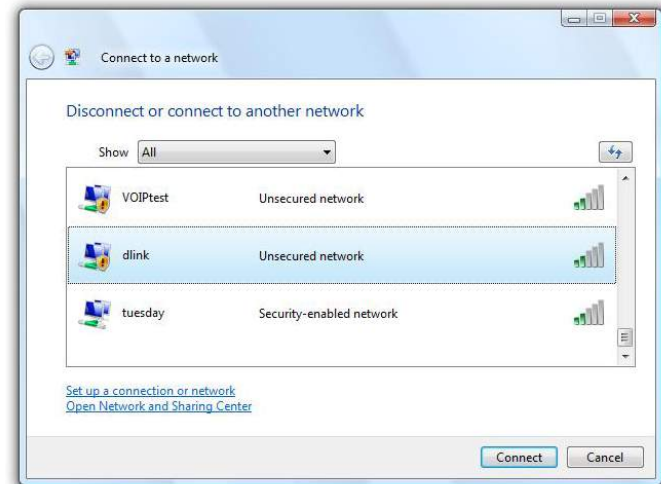 Connect to a network
Disconnect or connect to another network
Show All
VOIPtest Unsecured network
dlink Unsecured network
tuesday Security-enabled network
Set up a connection or network
Open Network and Sharing Center
Connect Cancel